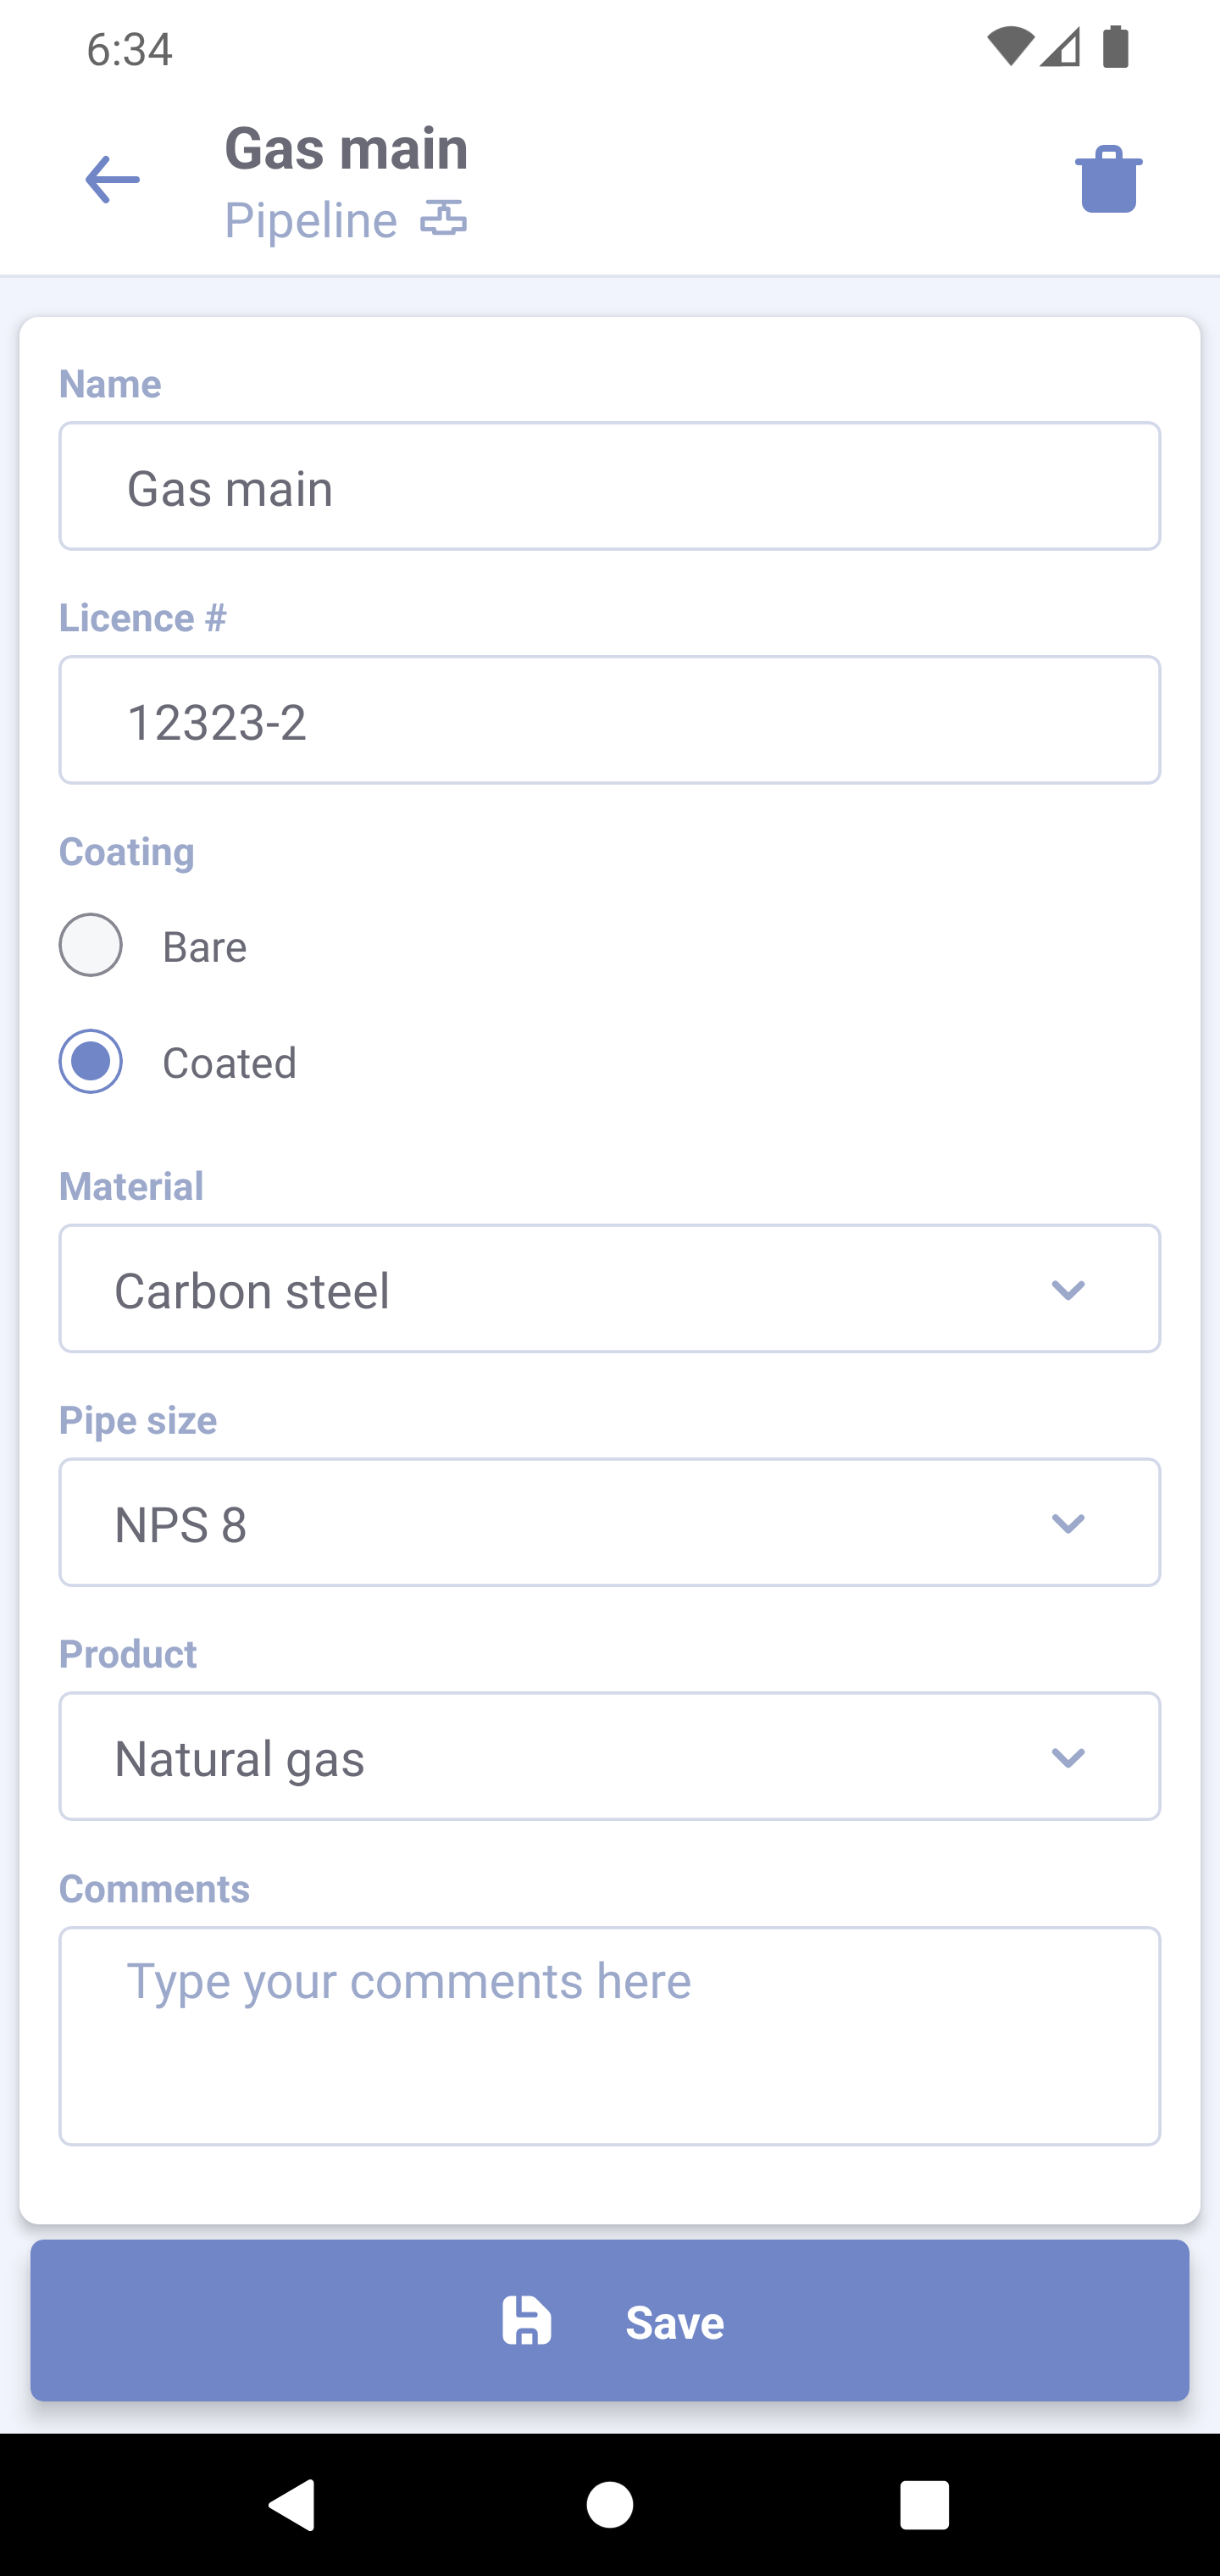 6:34
Gas main
Pipeline
Name
Gas main
Licence #
12323-2
Coating
Bare
Coated
Material
Carbon steel
Pipe size
NPS 8
Product
Natural gas
Comments
Type your comments here
Save